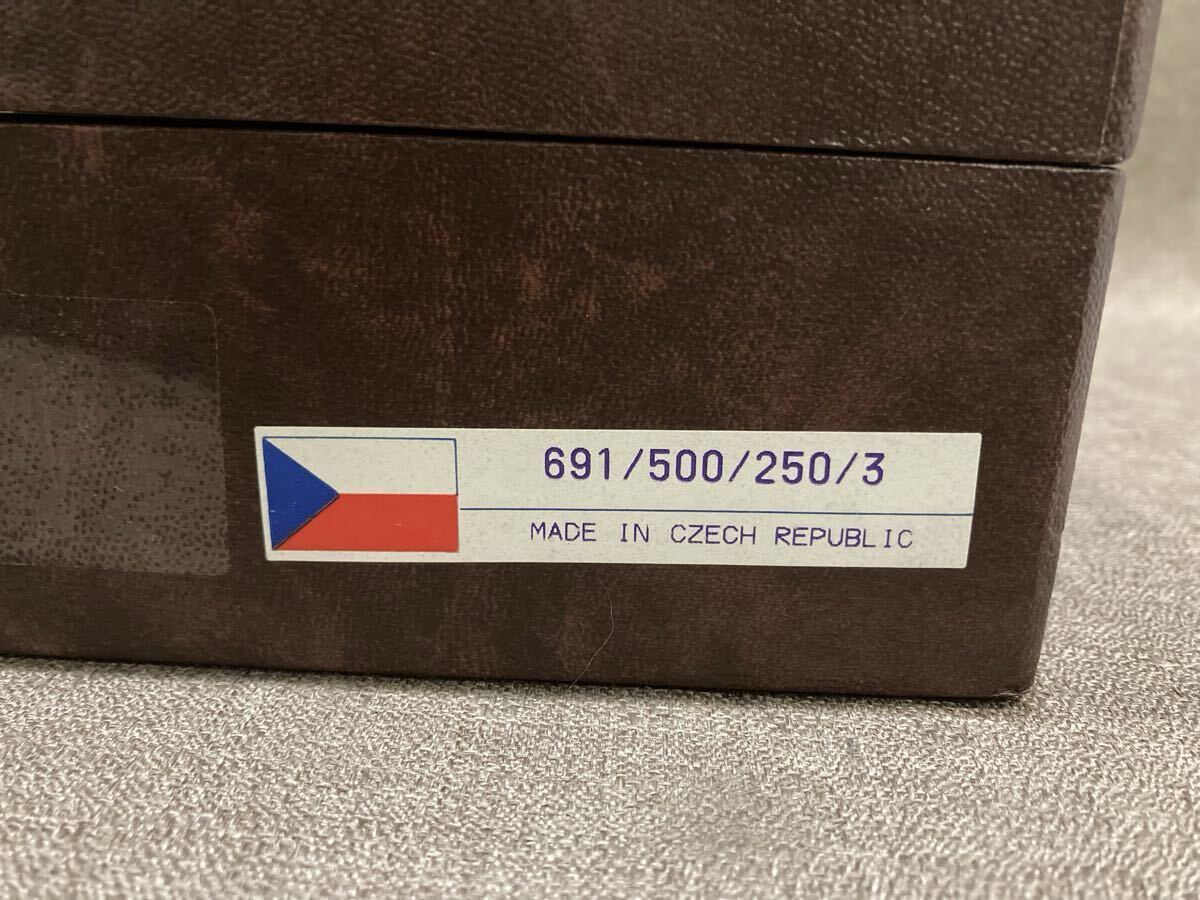 691/500/250/3
MADE IN CZECH REPUBLIC